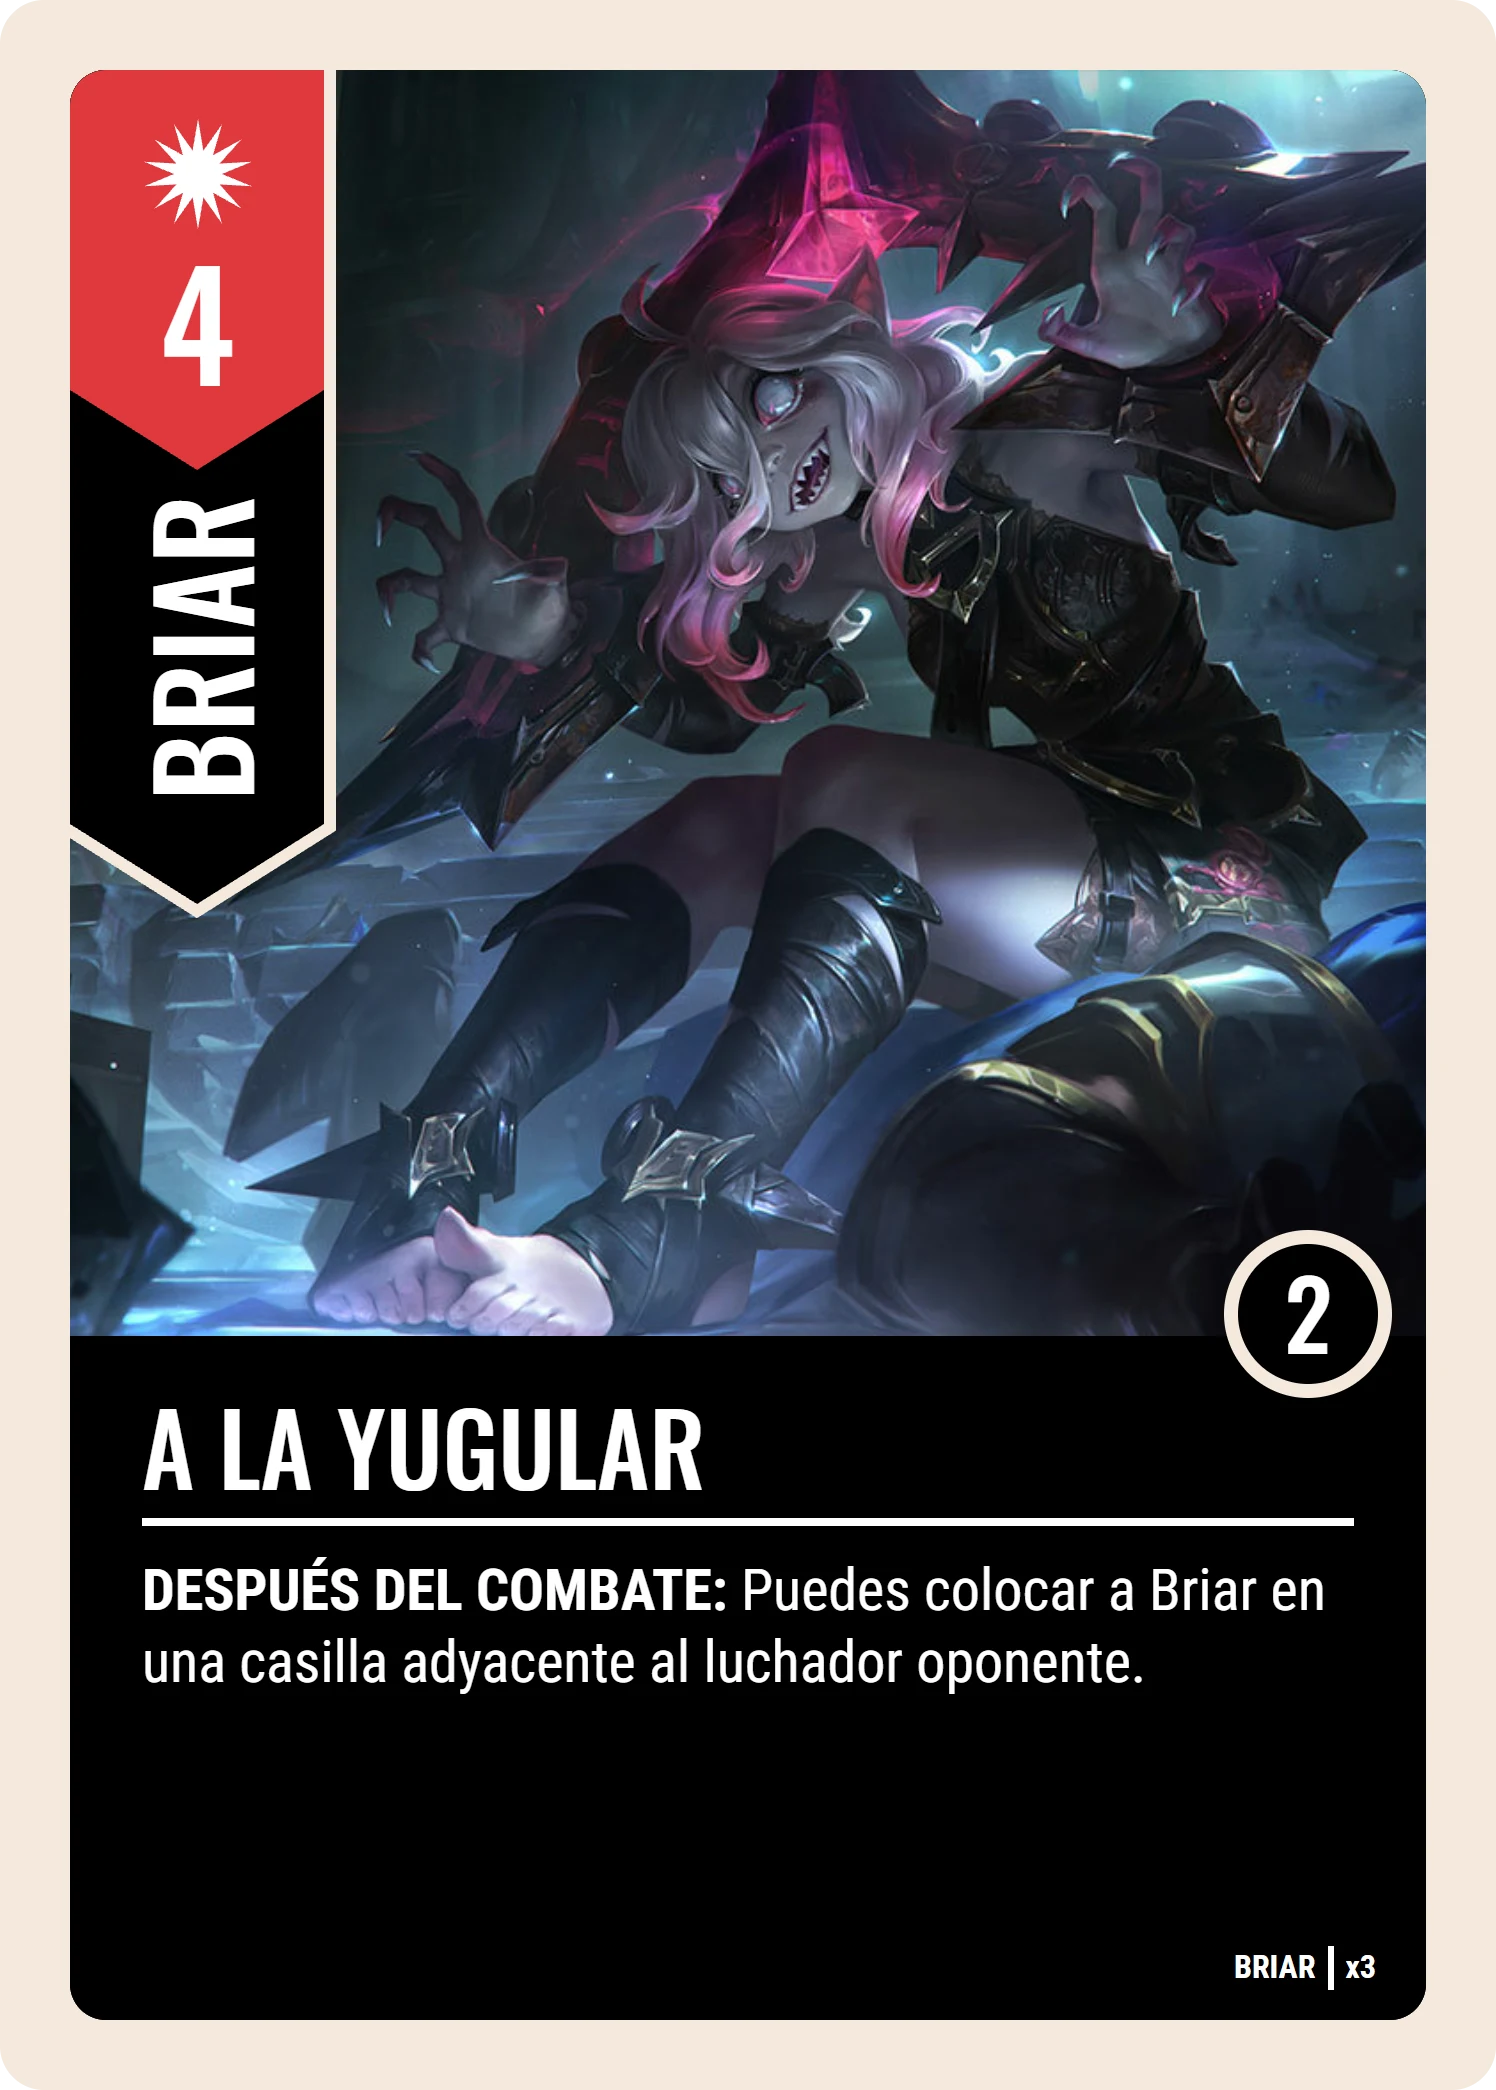 4
BRIAR
2
A LA YUGULAR
DESPUÉS DEL COMBATE: Puedes colocar a Briar en
una casilla adyacente al luchador oponente.
BRIAR | x3